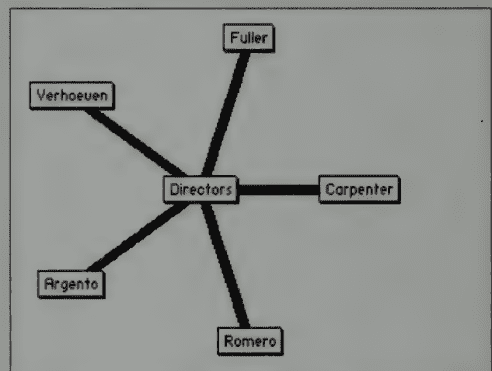 Fuller
Verhoeven
Directors
Carpenter
Argento
Romero